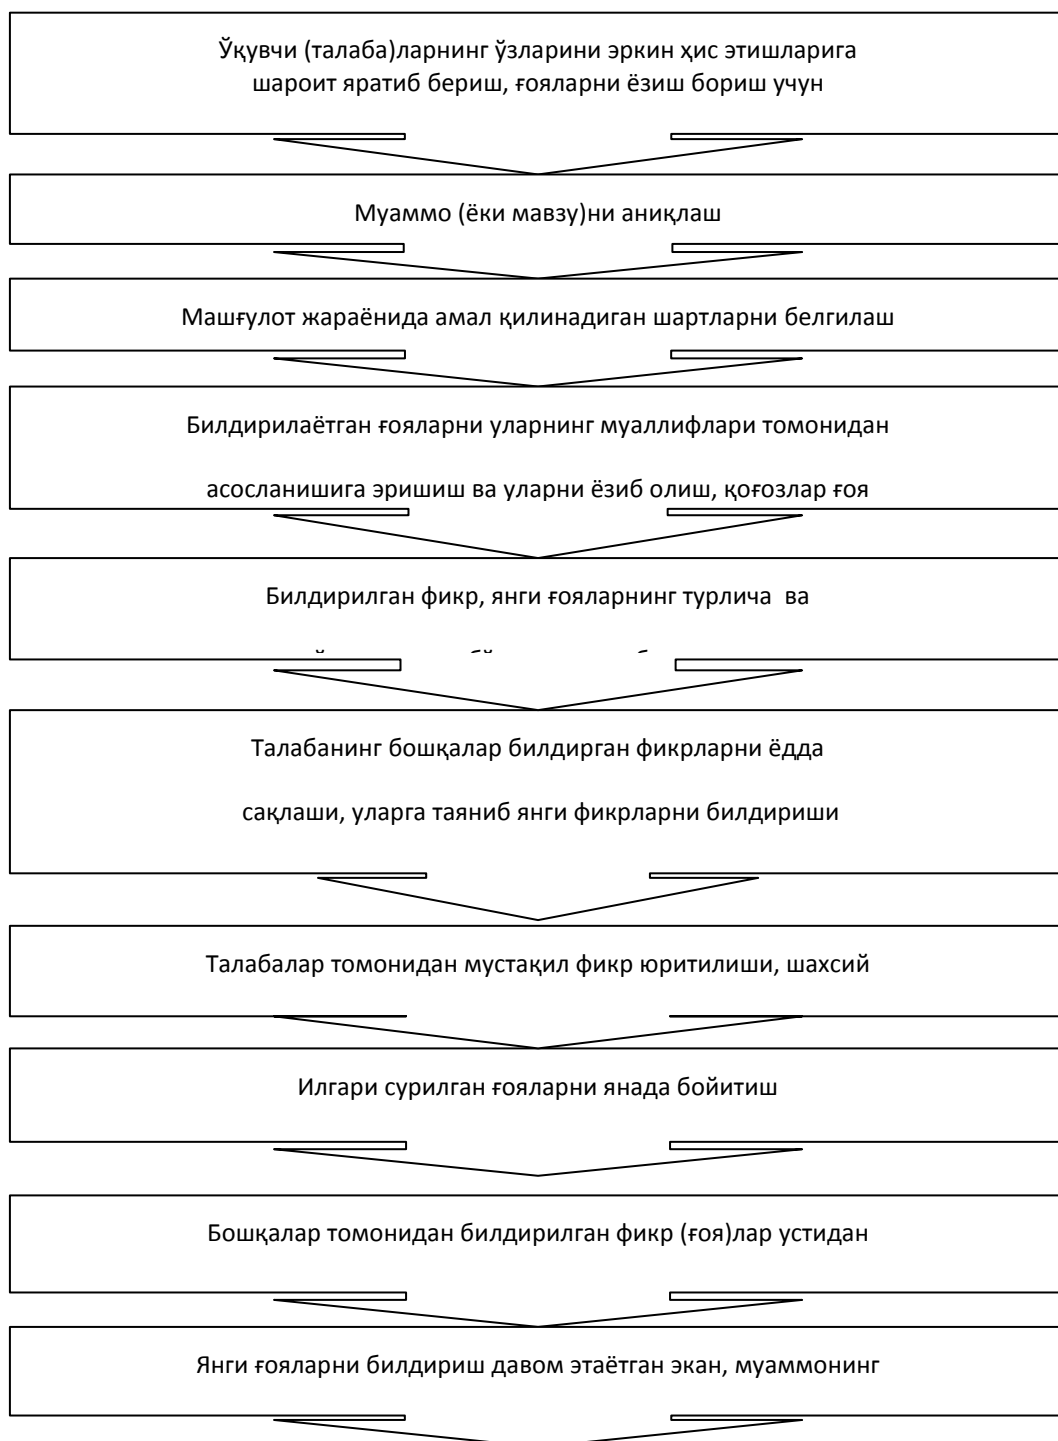 Ўқувчи (талаба)ларнинг ўзларини эркин ҳис этишларига
шароит яратиб бериш, ғояларни ёзиш бориш учун
Муаммо (ёки мавзу)ни аниқлаш
Машғулот жараёнида амал қилинадиган шартларни белгилаш
Билдирилаётган ғояларни уларнинг муаллифлари томонидан
асосланишига эришиш ва уларни ёзиб олиш, қоғозлар ғоя
Билдирилган фикр, янги ғояларнинг турлича ва
Талабанинг бошқалар билдирган фикрларни ёдда
сақлаши, уларга таяниб янги фикрларни билдириши
Талабалар томонидан мустақил фикр юритилиши, шахсий
Илгари сурилган ғояларни янада бойитиш
Бошқалар томонидан билдирилган фикр (ғоя)лар устидан
Янги ғояларни билдириш давом этаётган экан, муаммонинг